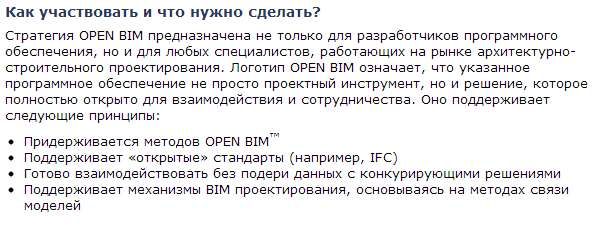 Как участвовать и что нужно сделать?
Стратегия OPEN BIM предназначена не только для разработчиков программного
обеспечения, но и для любых специалистов, работающих на рынке архитектурно-
строительного проектирования. Логотип OPEN BIM означает, что указанное
программное обеспечение не просто проектный инструмент, но и решение, которое
полностью открыто для взаимодействия и сотрудничества. Оно поддерживает
следующие принципы:
• Придерживается методов OPEN BIM™
• Поддерживает «открытые» стандарты (например, IFC)
• Готово взаимодействовать без подери данных с конкурирующими решениями
• Поддерживает механизмы BIM проектирования, основываясь на методах связи
моделей